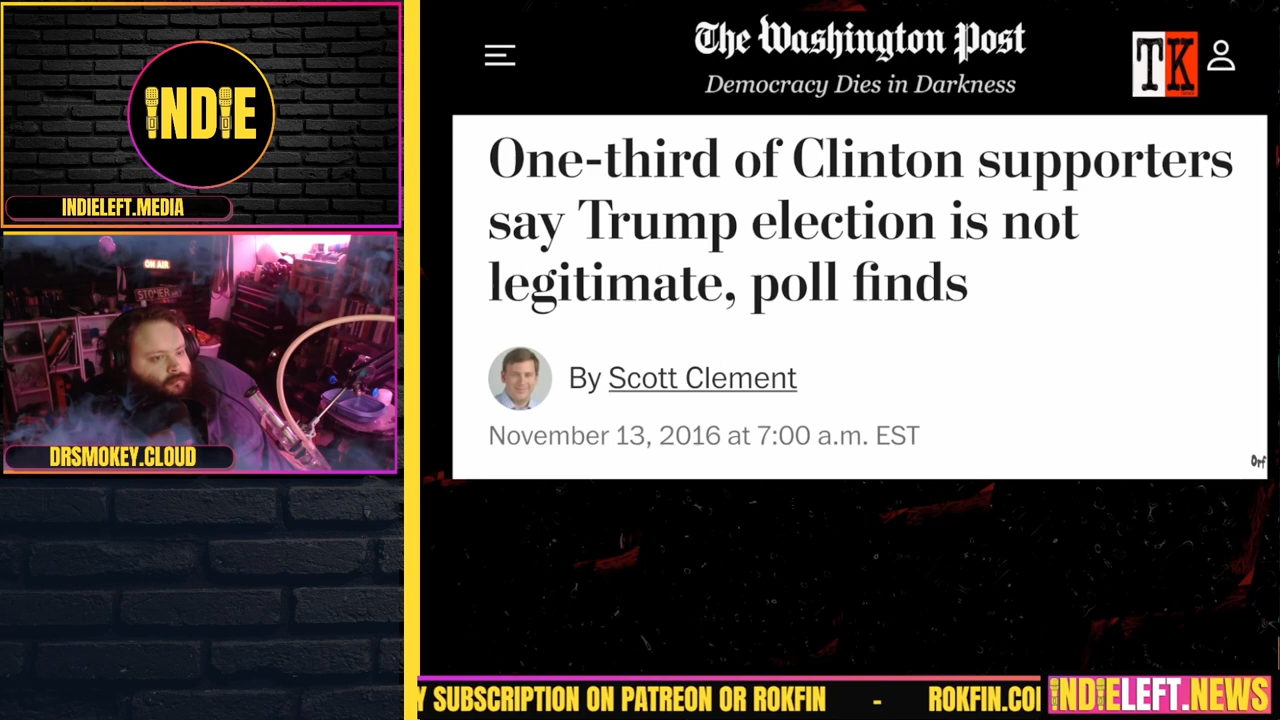 INDIE
INDIELEFT.MEDIA
ON AIR
STONER
DRSMOKEY.CLOUD
The Washington Post
Democracy Dies in Darkness
TK
One-third of Clinton supporters
say Trump election is not
legitimate, poll finds
By Scott Clement
November 13, 2016 at 7:00 a.m. EST
Orf
Y SUBSCRIPTION ON PATREON OR ROKFIN - ROKFIN.CO
INDIELEFT.NEWS